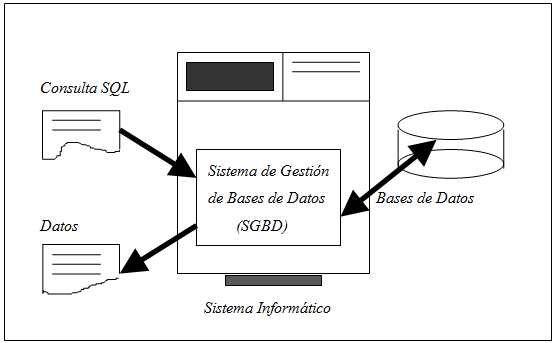 Consulta SQL
Sistema de Gestión
de Bases de Datos
(SGBD)
Bases de Datos
Datos
Sistema Informático